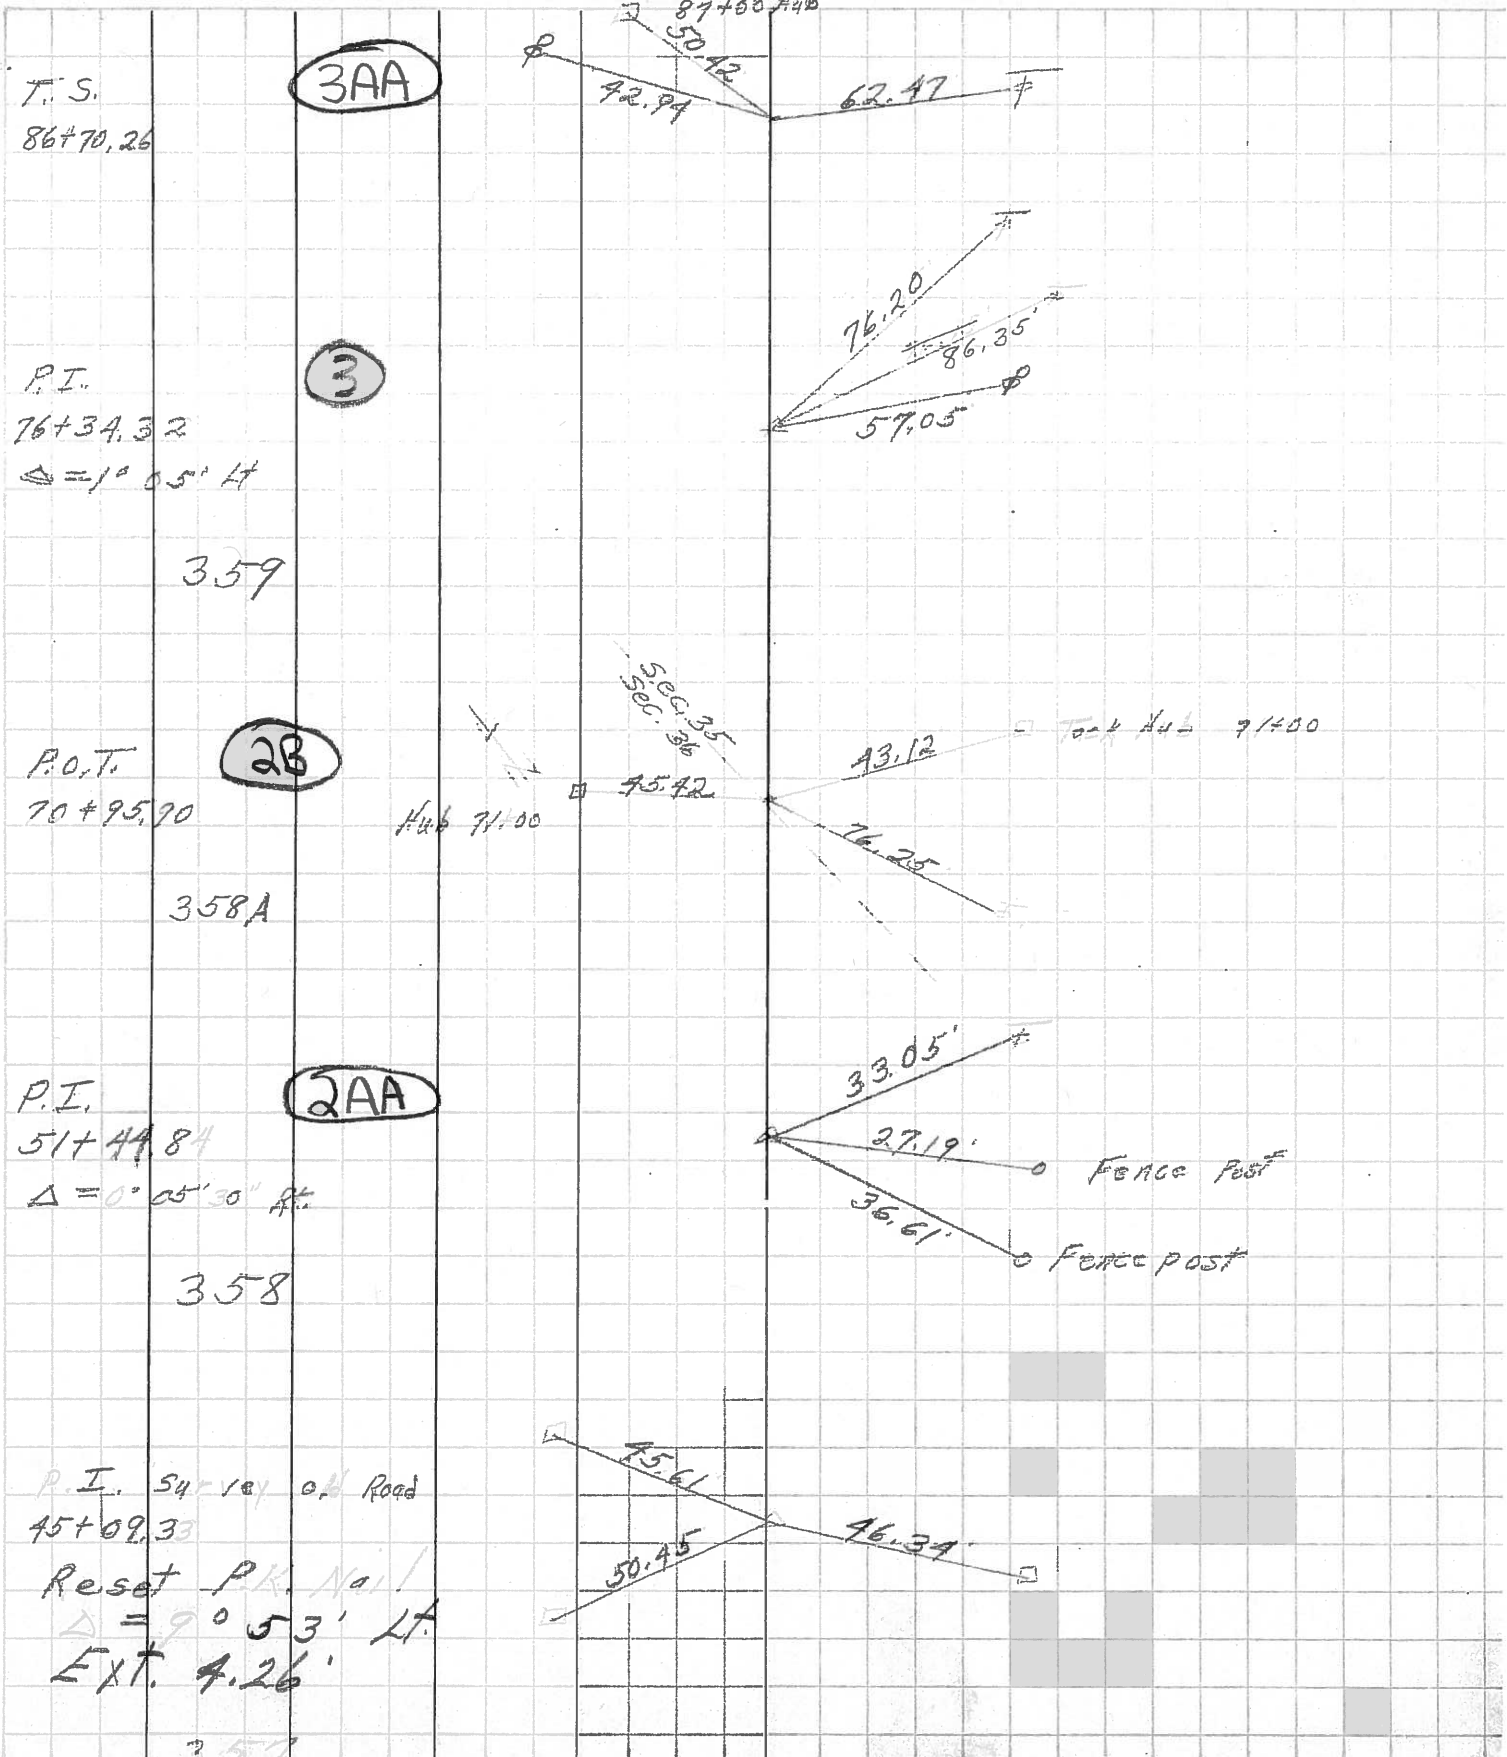 87+00 Hub
50.42
T.S.
3AA
42.94
62.47
86+70.26
76.20
86.35'
P.I.
3
57.05
76+34.32
Δ=1°05' Lt
359
Sec. 35
Sec. 36
P.O.T.
2B
45.42
43.12
Hub 71+00
70+95.90
Hub 71+00
76.25
358A
33.05'
P.I.
2AA
51+44.84
27.19'
Fence Post
Δ=0°05'30" Rt.
36.61'
Fence post
358
45.61
P.I. Survey Road
45+09.33
46.34'
50.45
Reset P.K. Nail
Δ = 9°53' Lt.
Ext. 4.26'